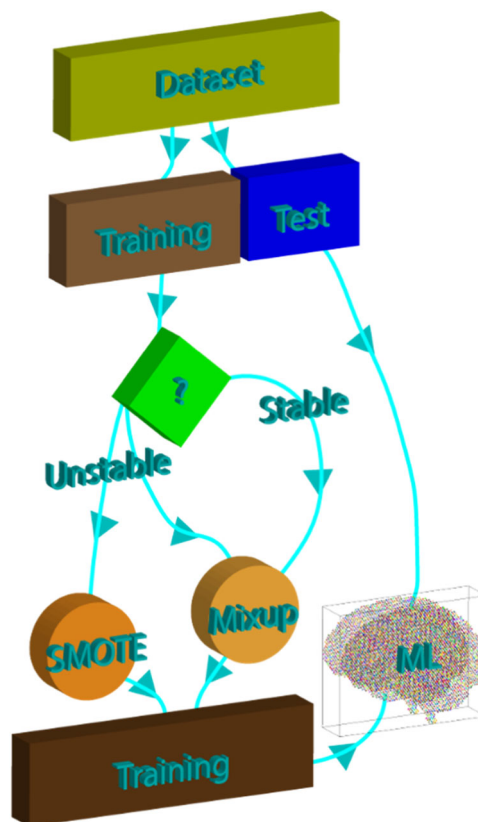 Dataset
Training
Test
?
Stable
Unstable
Mixup
SMOTE
ML
Training